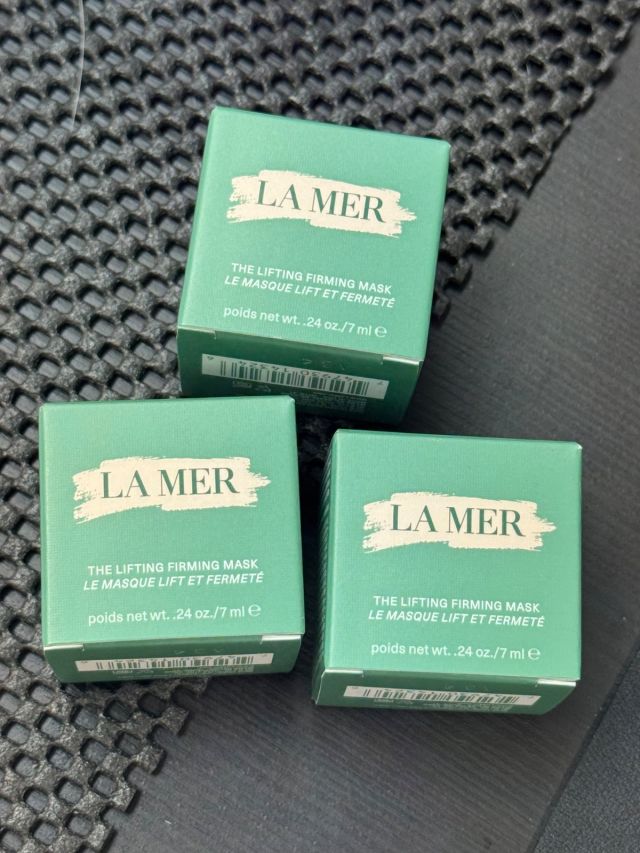 LA MER
THE LIFTING FIRMING MASK
LE MASQUE LIFT ET FERMETÉ
poids net wt. .24 oz./7 ml ℮
LA MER
THE LIFTING FIRMING MASK
LE MASQUE LIFT ET FERMETÉ
poids net wt. .24 oz./7 ml ℮
LA MER
THE LIFTING FIRMING MASK
LE MASQUE LIFT ET FERMETÉ
poids net wt. .24 oz./7 ml ℮